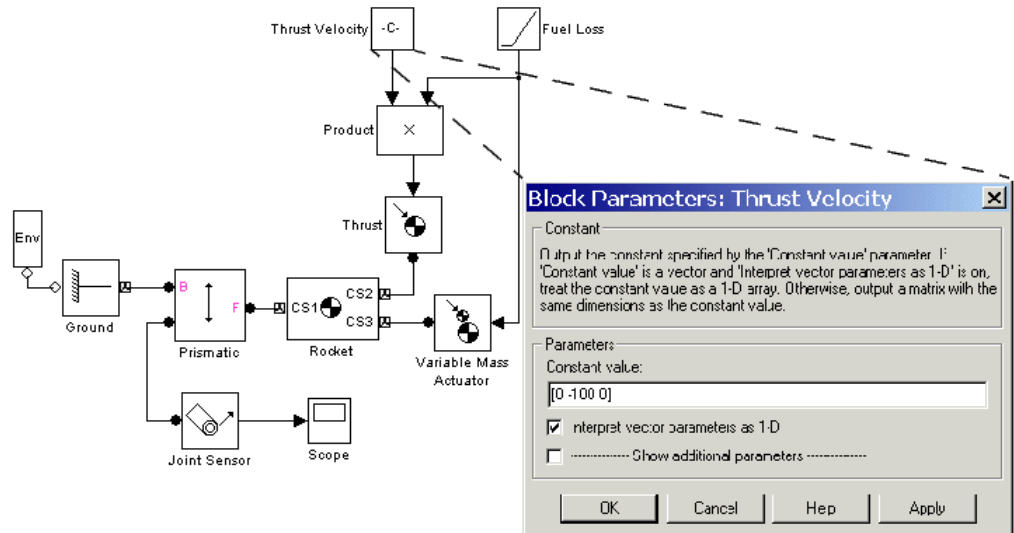 Thrust Velocity
-C-
Fuel Loss
Product
×
Thrust
Env
Ground
B
F
Prismatic
CS1
CS2
CS3
Rocket
Variable Mass
Actuator
Joint Sensor
Scope
Block Parameters: Thrust Velocity
Constant
Output the constant specified by the 'Constant value' parameter. If
'Constant value' is a vector and 'Interpret vector parameters as 1-D' is on,
treat the constant value as a 1-D array. Otherwise, output a matrix with the
same dimensions as the constant value.
Parameters
Constant value:
[0 -100 0]
Interpret vector parameters as 1-D
-------------- Show additional parameters --------------
OK
Cancel
Help
Apply